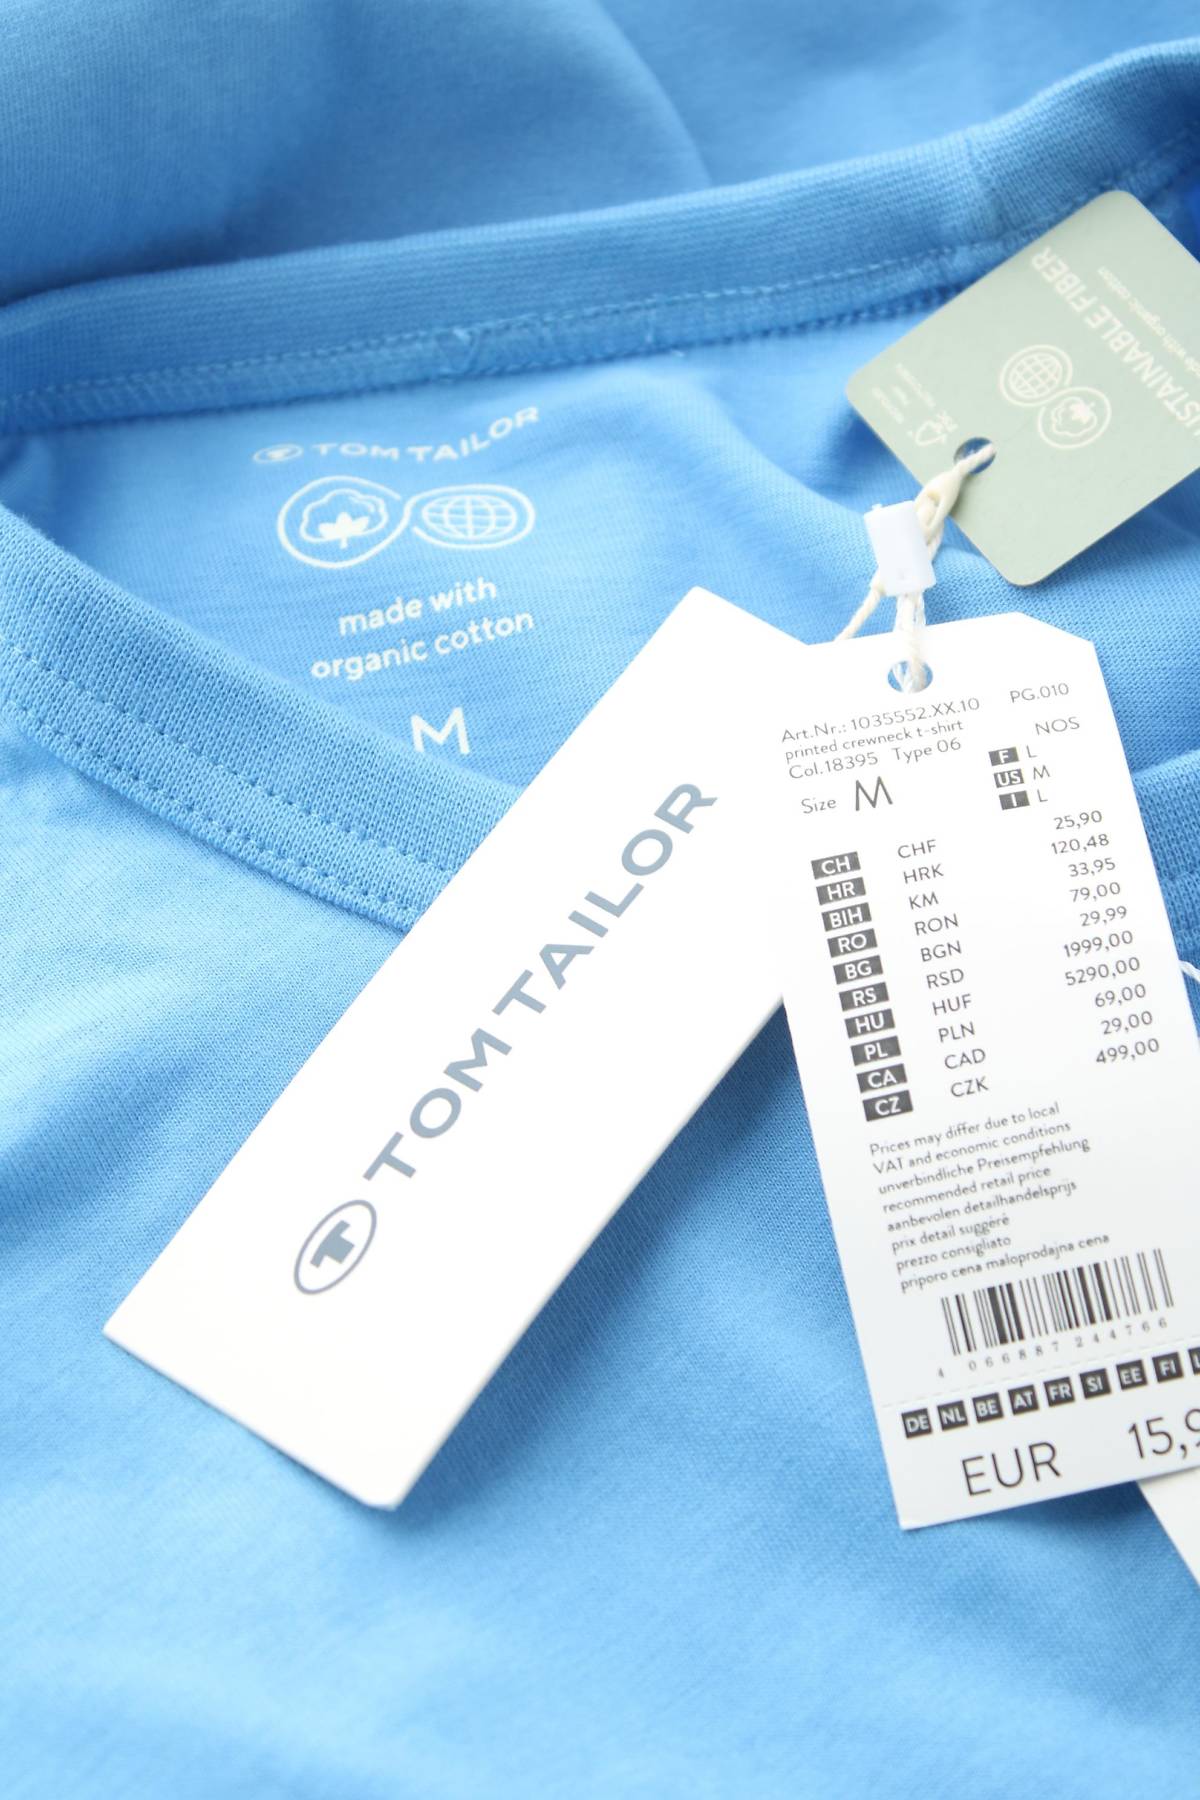 TOM TAILOR
made with
organic cotton
M
SUSTAINABLE FIBER
with organic cotton
TOM TAILOR
Art.Nr.: 1035552.XX.10 PG.010
printed crewneck t-shirt
Col.18395 Type 06 NOS
Size M
F L
US M
I L
CH CHF 25,90
HR HRK 120,48
BIH KM 33,95
RO RON 79,00
BG BGN 29,99
RS RSD 1999,00
HU HUF 5290,00
PL PLN 69,00
CA CAD 29,00
CZ CZK 499,00
Prices may differ due to local
VAT and economic conditions
unverbindliche Preisempfehlung
recommended retail price
aanbevolen detailhandelsprijs
prix detail suggéré
prezzo consigliato
priporo cena maloprodajna cena
4 066887 244766
DE NL BE AT FR SI EE FI
EUR 15,9